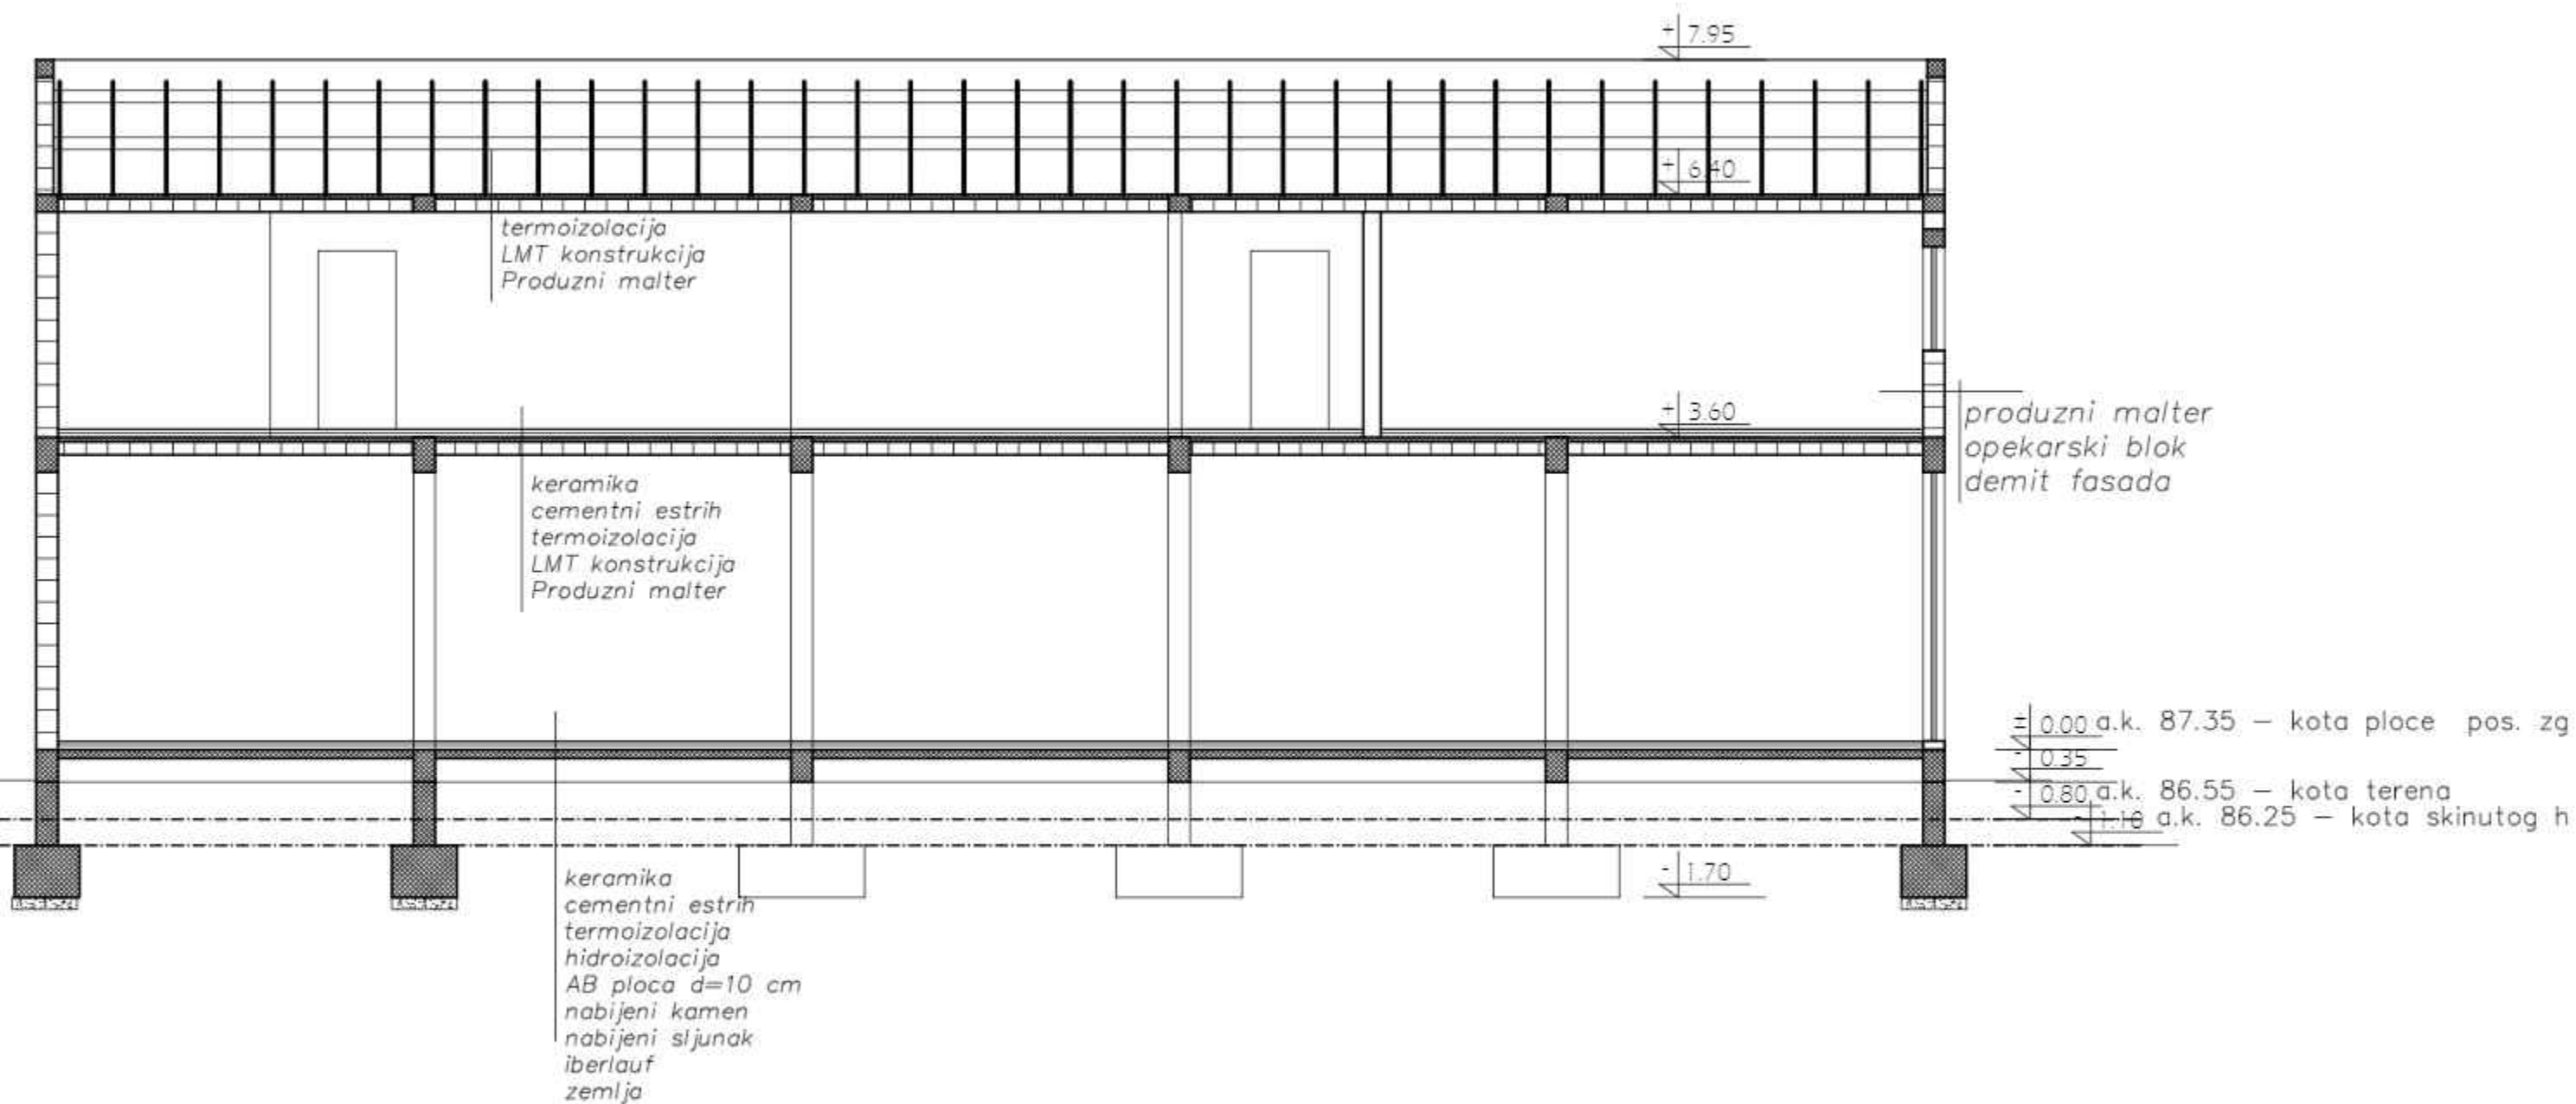 + 7.95
+ 6.40
termoizolacija
LMT konstrukcija
Produzni malter
+ 3.60
produzni malter
opekarski blok
demit fasada
keramika
cementni estrih
termoizolacija
LMT konstrukcija
Produzni malter
± 0.00 a.k. 87.35 – kota ploce pos. zg
- 0.35
- 0.80 a.k. 86.55 – kota terena
- 1.10 a.k. 86.25 – kota skinutog h
- 1.70
keramika
cementni estrih
termoizolacija
hidroizolacija
AB ploca d=10 cm
nabijeni kamen
nabijeni sljunak
iberlauf
zemlja